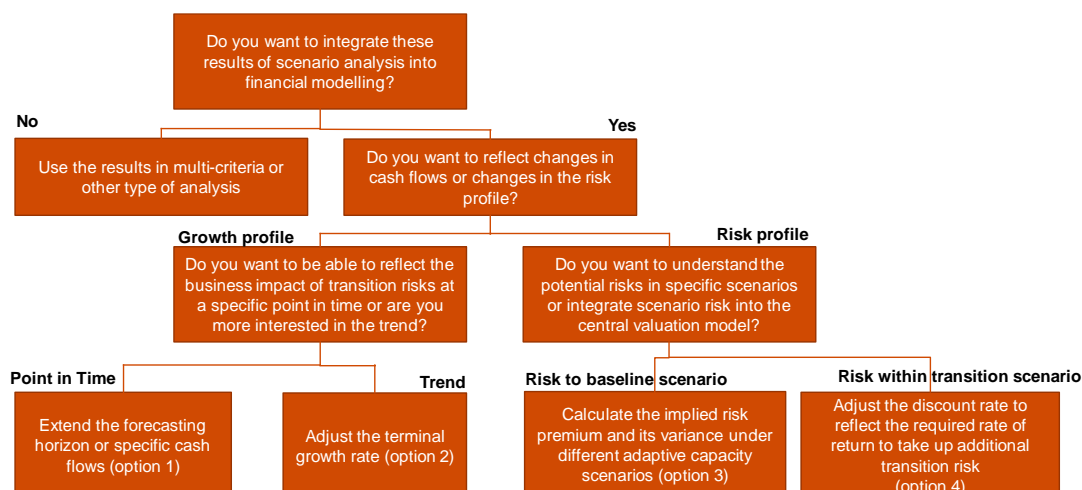 Do you want to integrate these
results of scenario analysis into
financial modelling?
No
Yes
Use the results in multi-criteria or
other type of analysis
Do you want to reflect changes in
cash flows or changes in the risk
profile?
Growth profile
Risk profile
Do you want to be able to reflect the
business impact of transition risks at
a specific point in time or are you
more interested in the trend?
Do you want to understand the
potential risks in specific scenarios
or integrate scenario risk into the
central valuation model?
Point in Time
Trend
Risk to baseline scenario
Risk within transition scenario
Extend the forecasting
horizon or specific cash
flows (option 1)
Adjust the terminal
growth rate (option 2)
Calculate the implied risk
premium and its variance under
different adaptive capacity
scenarios (option 3)
Adjust the discount rate to
reflect the required rate of
return to take up additional
transition risk
(option 4)